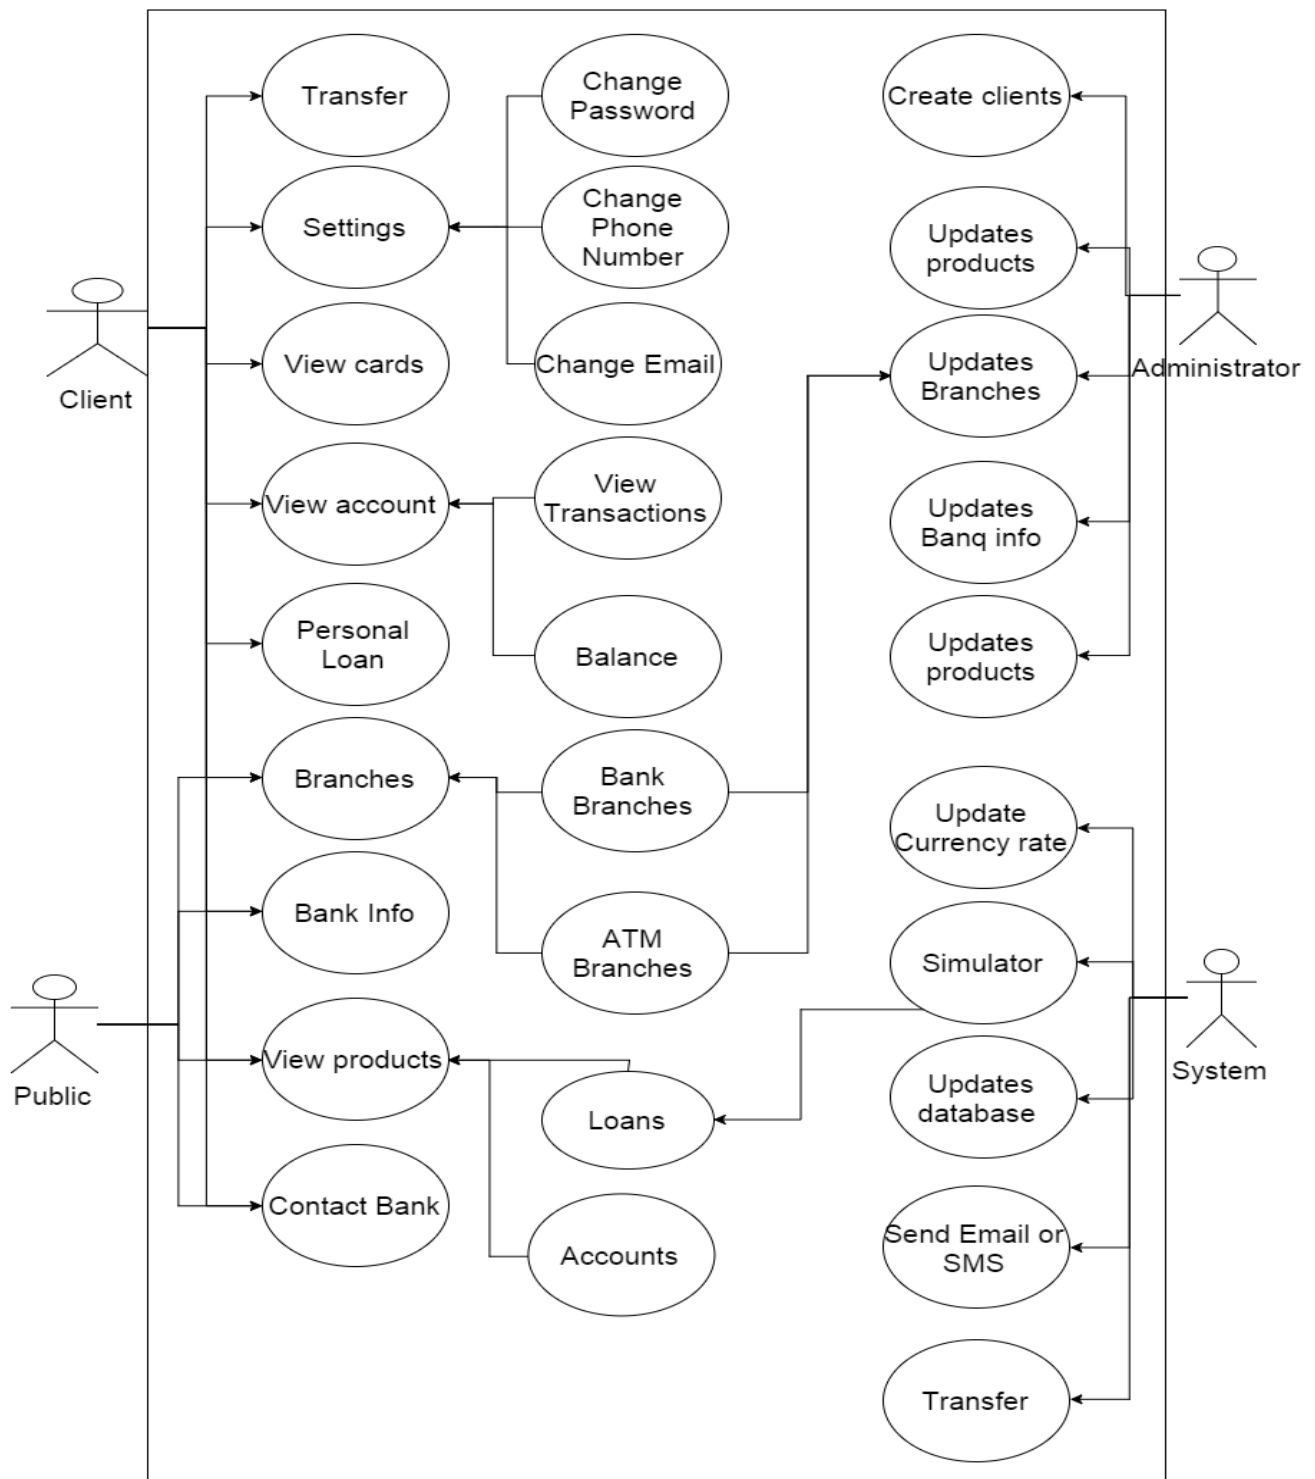 Transfer
Change
Password
Create clients
Settings
Change
Phone
Number
Updates
products
Client
View cards
Change Email
Updates
Branches
Administrator
View account
View
Transactions
Updates
Banq info
Personal
Loan
Balance
Updates
products
Branches
Bank
Branches
Update
Currency rate
Bank Info
ATM
Branches
Simulator
Public
View products
Loans
Updates
database
System
Contact Bank
Accounts
Send Email or
SMS
Transfer